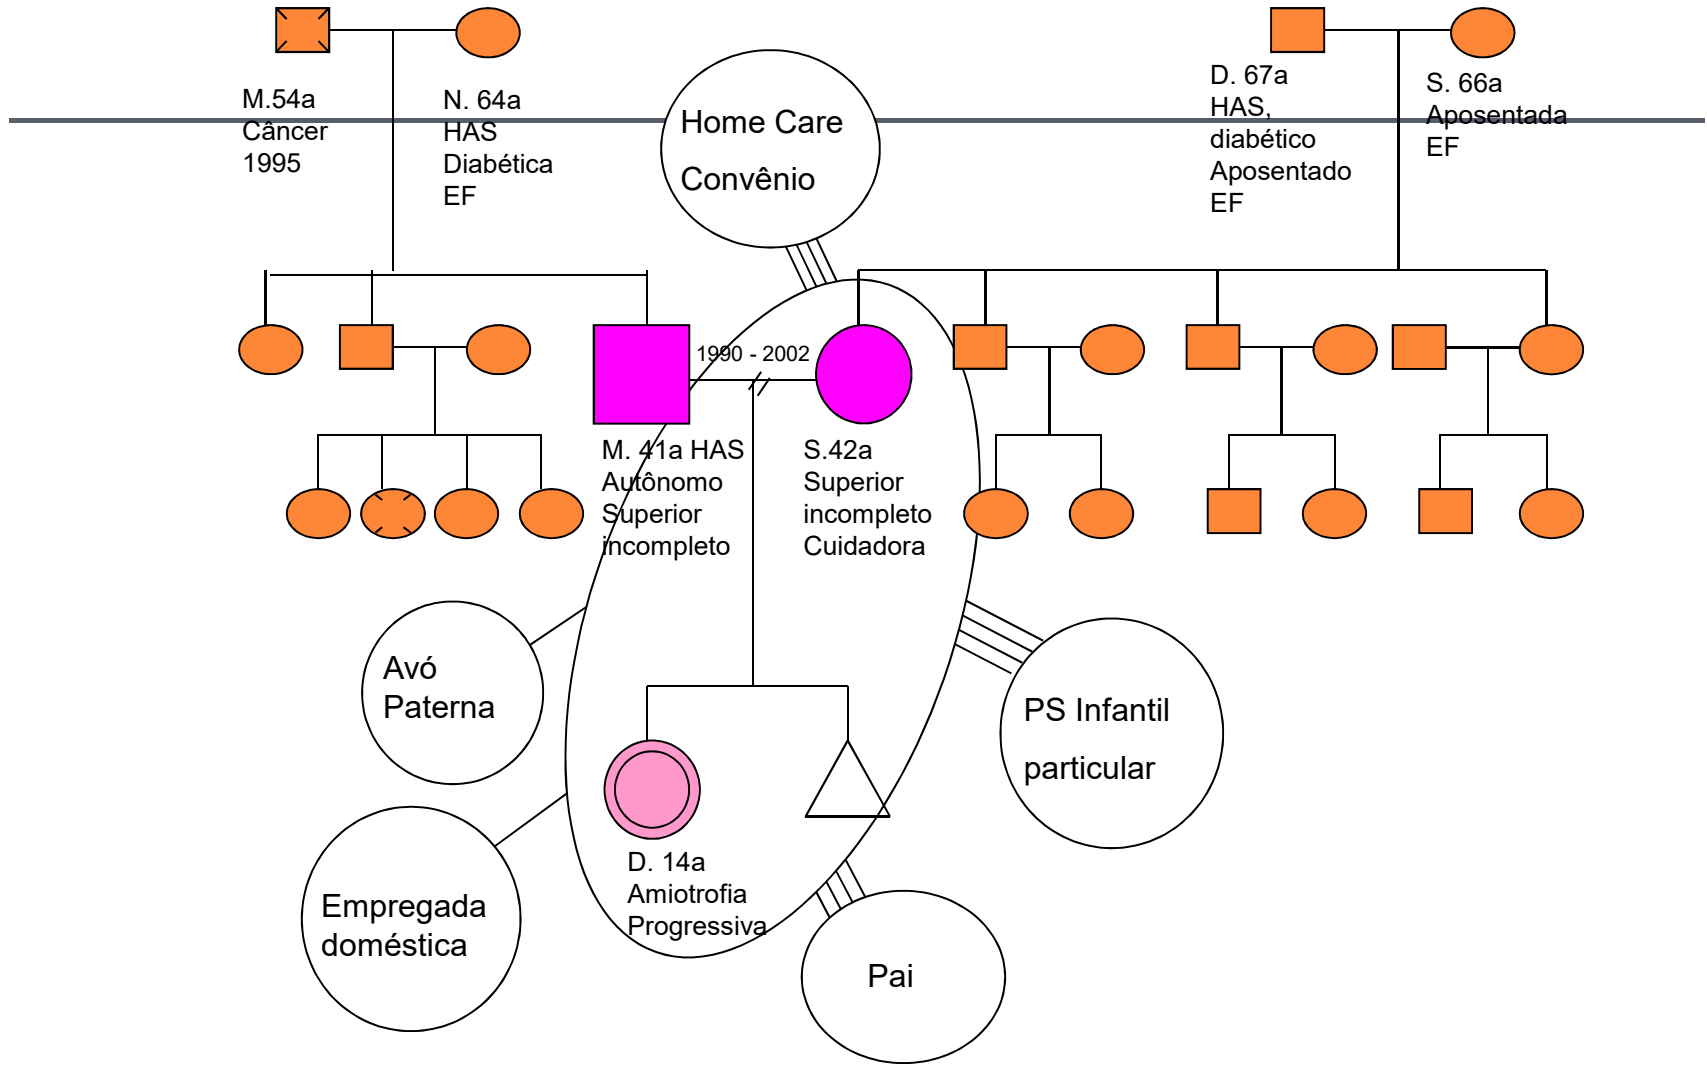 M.54a
Câncer
1995
N. 64a
HAS
Diabética
EF
Home Care
Convênio
D. 67a
HAS,
diabético
Aposentado
EF
S. 66a
Aposentada
EF
1990 - 2002
M. 41a HAS
Autônomo
Superior
incompleto
S.42a
Superior
incompleto
Cuidadora
Avó
Paterna
PS Infantil
particular
D. 14a
Amiotrofia
Progressiva
Empregada
doméstica
Pai